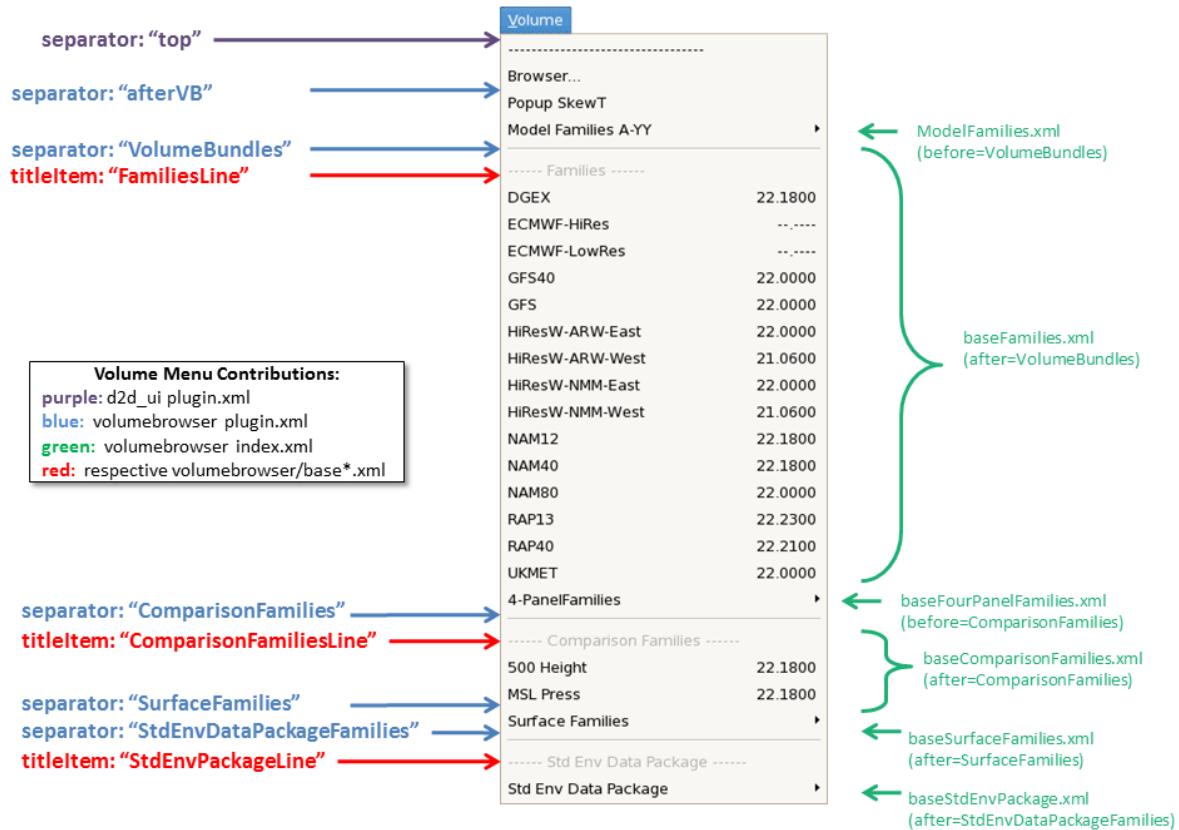 Volume
separator: “top”
---------------------------------
Browser...
separator: “afterVB”
Popup SkewT
Model Families A-YY
ModelFamilies.xml
(before=VolumeBundles)
separator: “VolumeBundles”
titleItem: “FamiliesLine”
------ Families ------
DGEX 22.1800
ECMWF-HiRes --.----
ECMWF-LowRes --.----
GFS40 22.0000
GFS 22.0000
HiResW-ARW-East 22.0000
HiResW-ARW-West 21.0600
HiResW-NMM-East 22.0000
HiResW-NMM-West 21.0600
NAM12 22.1800
NAM40 22.1800
NAM80 22.0000
RAP13 22.2300
RAP40 22.2100
UKMET 22.0000
4-PanelFamilies
baseFamilies.xml
(after=VolumeBundles)
Volume Menu Contributions:
purple: d2d_ui plugin.xml
blue: volumebrowser plugin.xml
green: volumebrowser index.xml
red: respective volumebrowser/base*.xml
baseFourPanelFamilies.xml
(before=ComparisonFamilies)
separator: “ComparisonFamilies”
titleItem: “ComparisonFamiliesLine”
------ Comparison Families ------
500 Height 22.1800
MSL Press 22.1800
baseComparisonFamilies.xml
(after=ComparisonFamilies)
separator: “SurfaceFamilies”
Surface Families
separator: “StdEnvDataPackageFamilies”
baseSurfaceFamilies.xml
(after=SurfaceFamilies)
titleItem: “StdEnvPackageLine”
------ Std Env Data Package ------
Std Env Data Package
baseStdEnvPackage.xml
(after=StdEnvDataPackageFamilies)